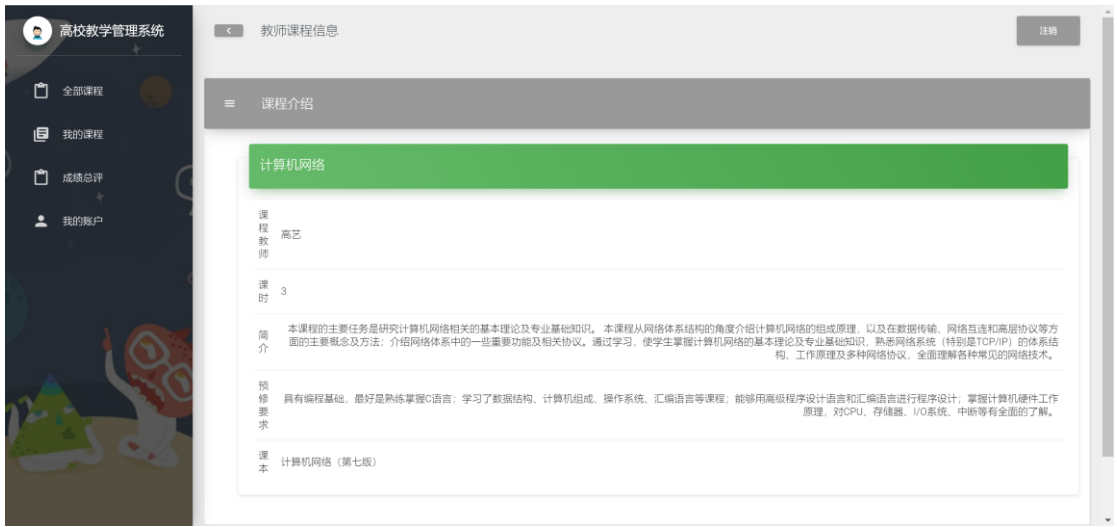 高校教学管理系统
全部课程
我的课程
成绩总评
我的账户
教师课程信息
注销
课程介绍
计算机网络
课程教师 高艺
课时 3
简介 本课程的主要任务是研究计算机网络相关的基本理论及专业基础知识。 本课程从网络体系结构的角度介绍计算机网络的组成原理，以及在数据传输、网络互连和高层协议等方
面的主要概念及方法；介绍网络体系中的一些重要功能及相关协议。通过学习，使学生掌握计算机网络的基本理论及专业基础知识，熟悉网络系统（特别是TCP/IP）的体系结
构、工作原理及多种网络协议，全面理解各种常见的网络技术。
预修要求 具有编程基础，最好是熟练掌握C语言；学习了数据结构、计算机组成、操作系统、汇编语言等课程；能够用高级程序设计语言和汇编语言进行程序设计；掌握计算机硬件工作
原理，对CPU、存储器、I/O系统、中断等有全面的了解。
课本 计算机网络（第七版）